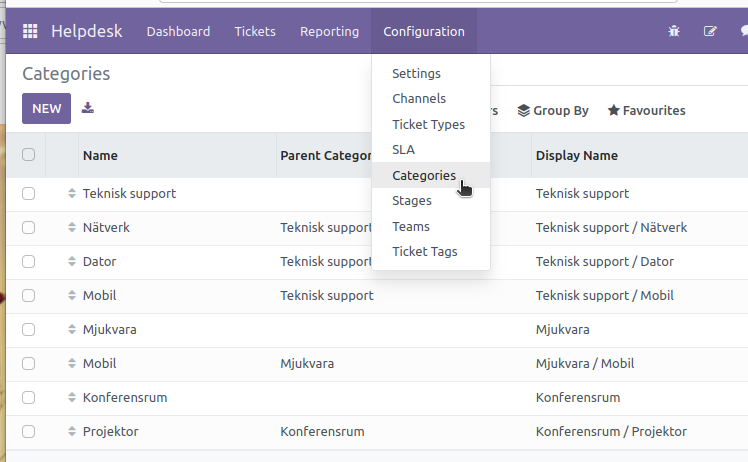 Helpdesk Dashboard Tickets Reporting Configuration
Categories
Settings
Channels
Ticket Types
SLA
Categories
Stages
Teams
Ticket Tags
NEW
Group By Favourites
Name Parent Categor Display Name
Teknisk support Teknisk support
Nätverk Teknisk support Teknisk support / Nätverk
Dator Teknisk support Teknisk support / Dator
Mobil Teknisk support Teknisk support / Mobil
Mjukvara Mjukvara
Mobil Mjukvara Mjukvara / Mobil
Konferensrum Konferensrum
Projektor Konferensrum Konferensrum / Projektor